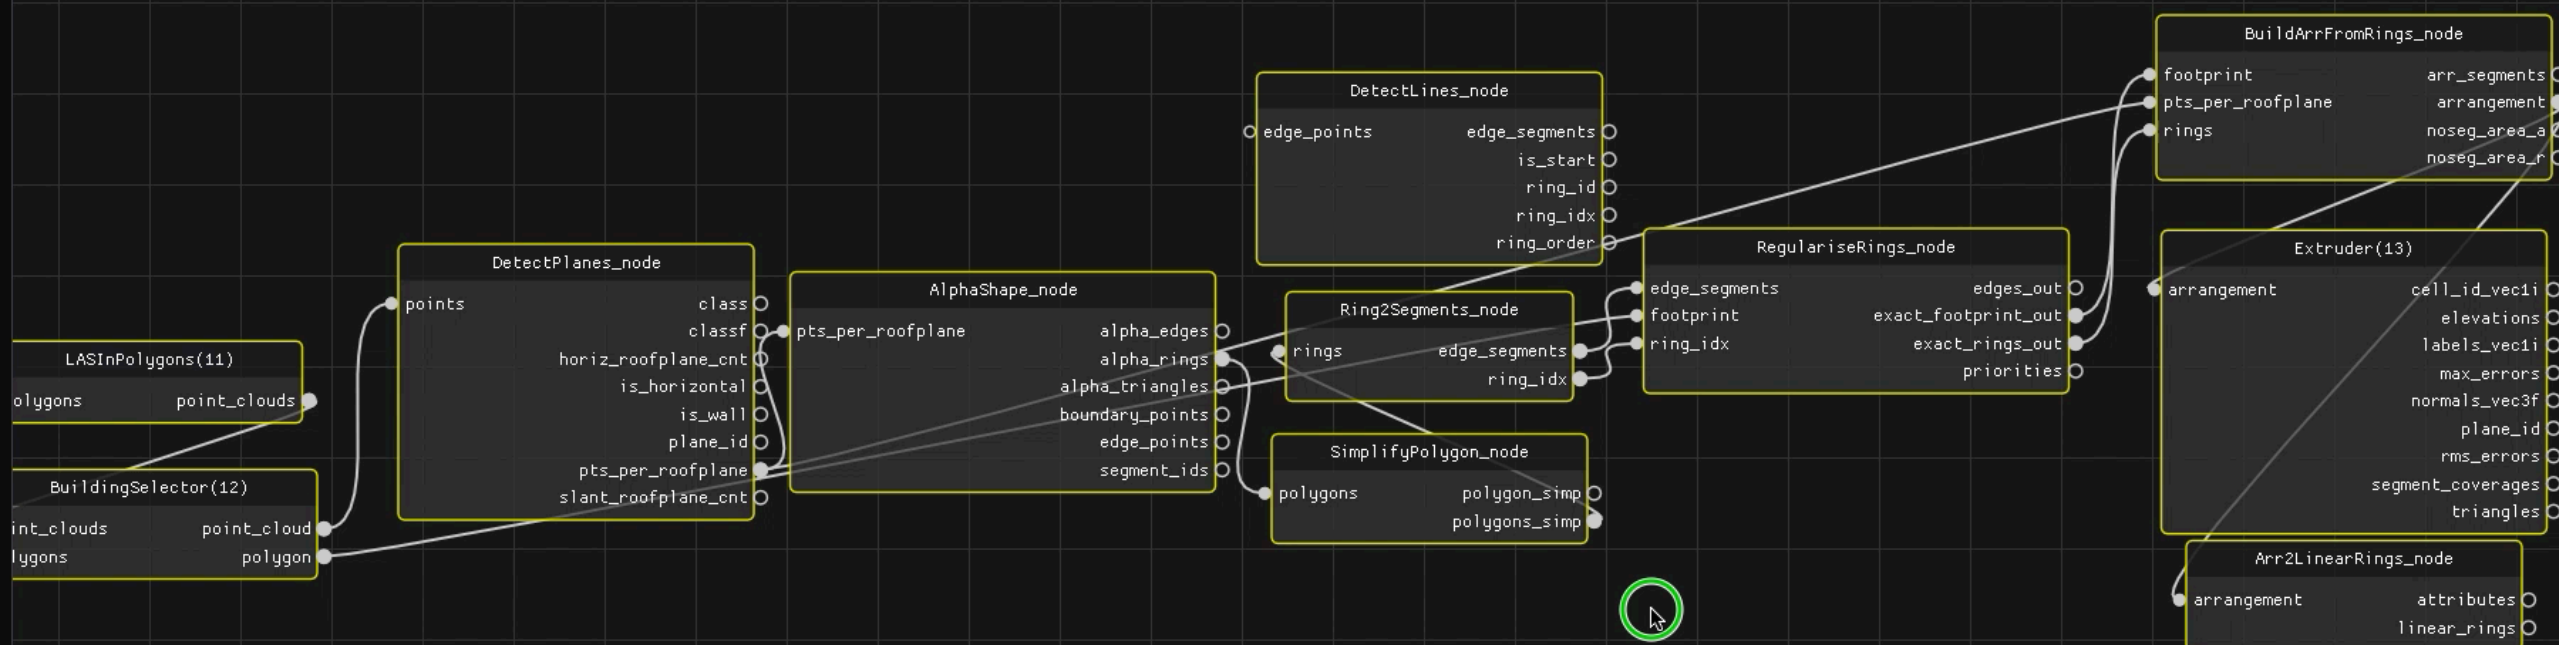 LASInPolygons(11)
olygons point_clouds
BuildingSelector(12)
int_clouds point_cloud
lygons polygon
DetectPlanes_node
points class
classf
horiz_roofplane_cnt
is_horizontal
is_wall
plane_id
pts_per_roofplane
slant_roofplane_cnt
AlphaShape_node
pts_per_roofplane alpha_edges
alpha_rings
alpha_triangles
boundary_points
edge_points
segment_ids
DetectLines_node
edge_points edge_segments
is_start
ring_id
ring_idx
ring_order
Ring2Segments_node
rings edge_segments
ring_idx
SimplifyPolygon_node
polygons polygon_simp
polygons_simp
RegulariseRings_node
edge_segments edges_out
footprint exact_footprint_out
ring_idx exact_rings_out
priorities
BuildArrFromRings_node
footprint arr_segments
pts_per_roofplane arrangement
rings noseg_area_a
noseg_area_r
Extruder(13)
arrangement cell_id_vec1i
elevations
labels_vec1i
max_errors
normals_vec3f
plane_id
rms_errors
segment_coverages
triangles
Arr2LinearRings_node
arrangement attributes
linear_rings